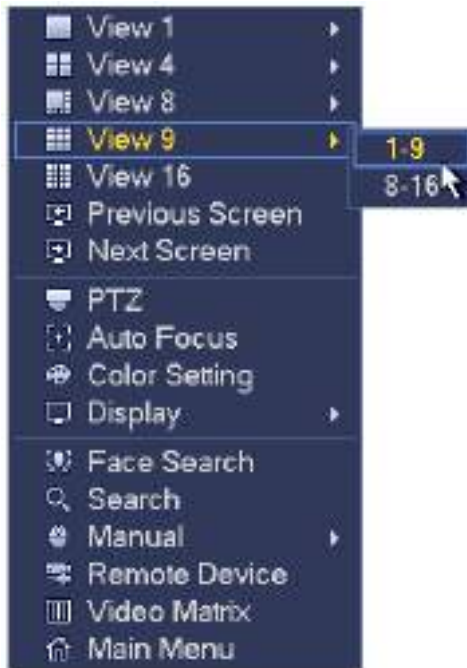 View 1
View 4
View 8
View 9
1-9
View 16
8-16
Previous Screen
Next Screen
PTZ
Auto Focus
Color Setting
Display
Face Search
Search
Manual
Remote Device
Video Matrix
Main Menu